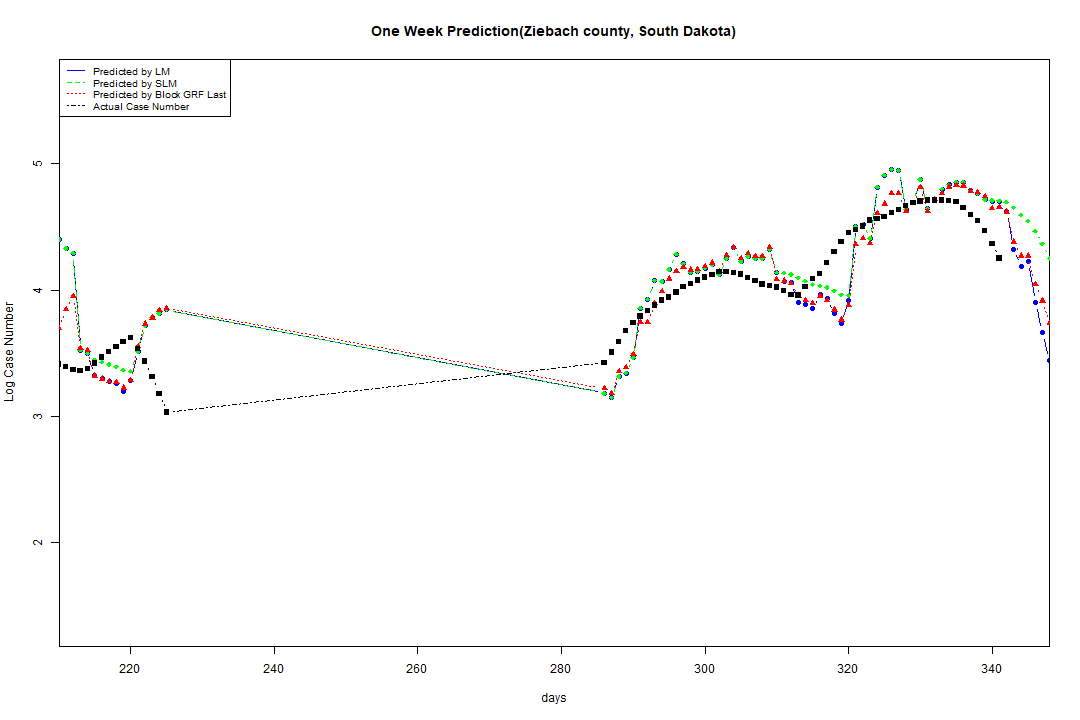 One Week Prediction(Ziebach county, South Dakota)
Predicted by LM
Predicted by SLM
Predicted by Block GRF Last
Actual Case Number
5
4
3
2
Log Case Number
220 240 260 280 300 320 340
days